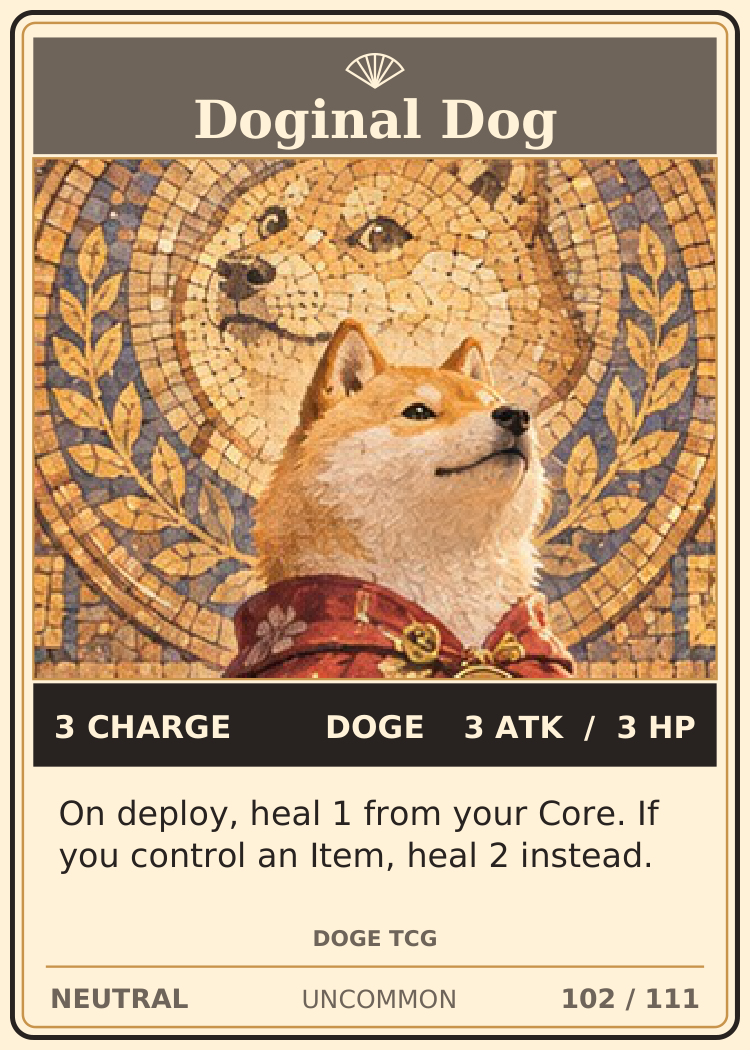 Doginal Dog
3 CHARGE DOGE 3 ATK / 3 HP
On deploy, heal 1 from your Core. If
you control an Item, heal 2 instead.
DOGE TCG
NEUTRAL UNCOMMON 102 / 111